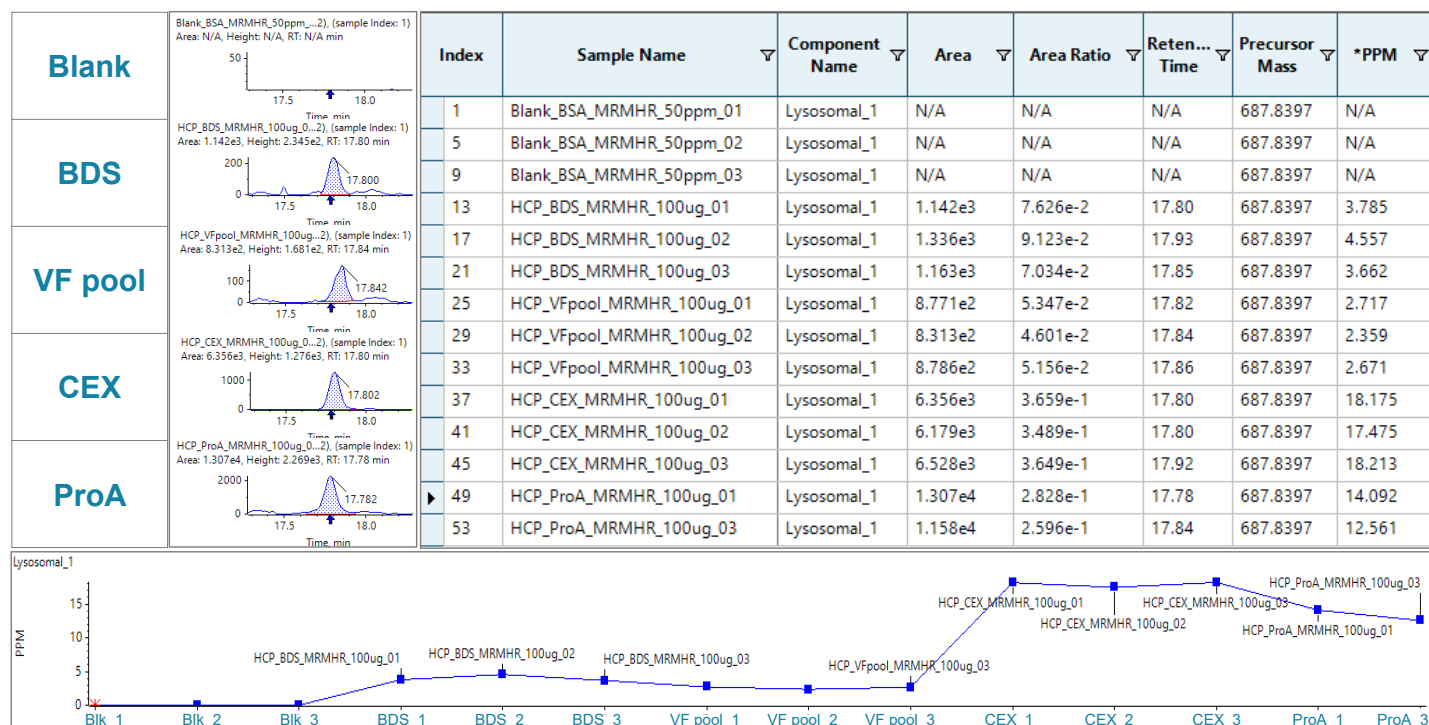 Blank
Blank_BSA_MRMHR_50ppm_...2), (sample Index: 1)
Area: N/A, Height: N/A, RT: N/A min
50
17.5 18.0
Time, min
BDS
HCP_BDS_MRMHR_100ug_0...2), (sample Index: 1)
Area: 1.142e3, Height: 2.345e2, RT: 17.80 min
200
17.800
0
17.5 18.0
Time, min
VF pool
HCP_VFpool_MRMHR_100ug...2), (sample Index: 1)
Area: 8.313e2, Height: 1.681e2, RT: 17.84 min
100
17.842
0
17.5 18.0
Time, min
CEX
HCP_CEX_MRMHR_100ug_0...2), (sample Index: 1)
Area: 6.356e3, Height: 1.276e3, RT: 17.80 min
1000
17.802
0
17.5 18.0
Time, min
ProA
HCP_ProA_MRMHR_100ug_0...2), (sample Index: 1)
Area: 1.307e4, Height: 2.269e3, RT: 17.78 min
2000
17.782
0
17.5 18.0
Time, min
Index Sample Name Component Name Area Area Ratio Reten... Time Precursor Mass *PPM
1 Blank_BSA_MRMHR_50ppm_01 Lysosomal_1 N/A N/A N/A 687.8397 N/A
5 Blank_BSA_MRMHR_50ppm_02 Lysosomal_1 N/A N/A N/A 687.8397 N/A
9 Blank_BSA_MRMHR_50ppm_03 Lysosomal_1 N/A N/A N/A 687.8397 N/A
13 HCP_BDS_MRMHR_100ug_01 Lysosomal_1 1.142e3 7.626e-2 17.80 687.8397 3.785
17 HCP_BDS_MRMHR_100ug_02 Lysosomal_1 1.336e3 9.123e-2 17.93 687.8397 4.557
21 HCP_BDS_MRMHR_100ug_03 Lysosomal_1 1.163e3 7.034e-2 17.85 687.8397 3.662
25 HCP_VFpool_MRMHR_100ug_01 Lysosomal_1 8.771e2 5.347e-2 17.82 687.8397 2.717
29 HCP_VFpool_MRMHR_100ug_02 Lysosomal_1 8.313e2 4.601e-2 17.84 687.8397 2.359
33 HCP_VFpool_MRMHR_100ug_03 Lysosomal_1 8.786e2 5.156e-2 17.86 687.8397 2.671
37 HCP_CEX_MRMHR_100ug_01 Lysosomal_1 6.356e3 3.659e-1 17.80 687.8397 18.175
41 HCP_CEX_MRMHR_100ug_02 Lysosomal_1 6.179e3 3.489e-1 17.80 687.8397 17.475
45 HCP_CEX_MRMHR_100ug_03 Lysosomal_1 6.528e3 3.649e-1 17.92 687.8397 18.213
49 HCP_ProA_MRMHR_100ug_01 Lysosomal_1 1.307e4 2.828e-1 17.78 687.8397 14.092
53 HCP_ProA_MRMHR_100ug_03 Lysosomal_1 1.158e4 2.596e-1 17.84 687.8397 12.561
Lysosomal_1
PPM
15
10
5
0
HCP_BDS_MRMHR_100ug_01
HCP_BDS_MRMHR_100ug_02
HCP_BDS_MRMHR_100ug_03
HCP_VFpool_MRMHR_100ug_03
HCP_CEX_MRMHR_100ug_01
HCP_CEX_MRMHR_100ug_02
HCP_CEX_MRMHR_100ug_03
HCP_ProA_MRMHR_100ug_01
HCP_ProA_MRMHR_100ug_03
Blk_1 Blk_2 Blk_3 BDS_1 BDS_2 BDS_3 VF pool_1 VF pool_2 VF pool_3 CEX_1 CEX_2 CEX_3 ProA_1 ProA_3